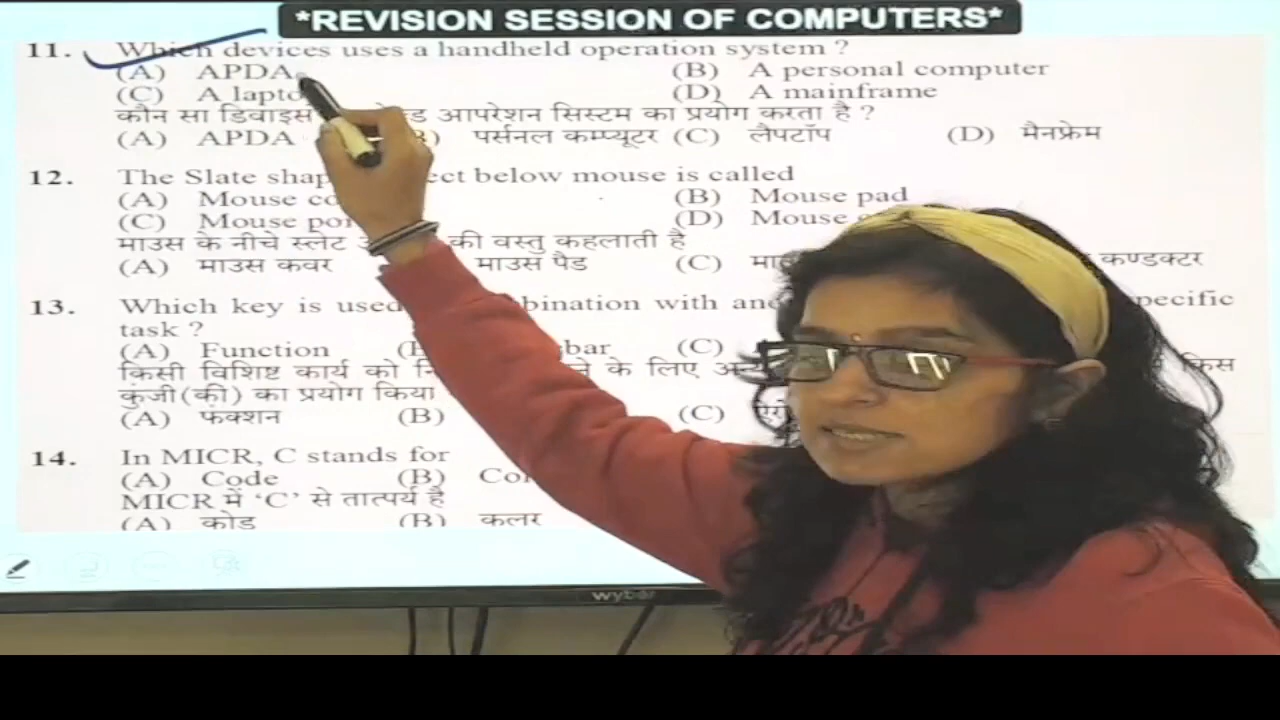 *REVISION SESSION OF COMPUTERS*
11. Which devices uses a handheld operation system ?
(A) APDA (B) A personal computer
(C) A lapto (D) A mainframe
कौन सा डिवाइस आपरेशन सिस्टम का प्रयोग करता है ?
(A) APDA पर्सनल कम्प्यूटर (C) लैपटॉप (D) मैनफ्रेम
12. The Slate shap ect below mouse is called
(A) Mouse co (B) Mouse pad
(C) Mouse poi (D) Mouse
माउस के नीचे स्लेट की वस्तु कहलाती है
(A) माउस कवर माउस पैड (C) कण्डक्टर
13. Which key is used bination with specific
task ?
(A) Function bar (C)
किसी विशिष्ट कार्य को के लिए किस
कुंजी(की) का प्रयोग किया
(A) फंक्शन (B) (C)
14. In MICR, C stands for
(A) Code (B) Co
MICR में ‘C’ से तात्पर्य है
(A) कोड (B) कलर
wybor